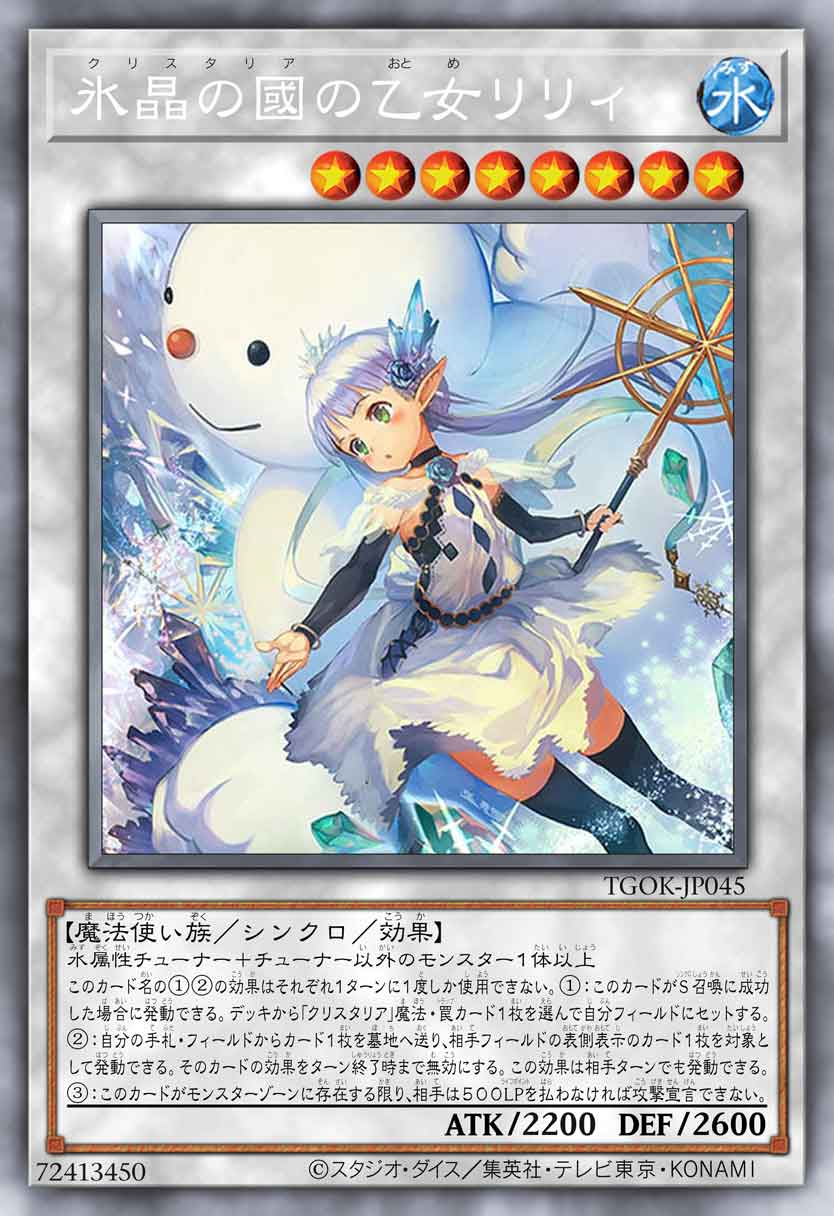 氷晶の國の乙女リリィ
水
TGOK-JP045
【魔法使い族／シンクロ／効果】
水属性チューナー＋チューナー以外のモンスター1体以上
このカード名の①②の効果はそれぞれ1ターンに1度しか使用できない。①：このカードがS召喚に成功
した場合に発動できる。デッキから「クリスタリア」魔法・罠カード1枚を選んで自分フィールドにセットする。
②：自分の手札・フィールドからカード1枚を墓地へ送り、相手フィールドの表側表示のカード1枚を対象と
して発動できる。そのカードの効果をターン終了時まで無効にする。この効果は相手ターンでも発動できる。
③：このカードがモンスターゾーンに存在する限り、相手は500LPを払わなければ攻撃宣言できない。
ATK/2200 DEF/2600
72413450 ©スタジオ・ダイス／集英社・テレビ東京・KONAMI